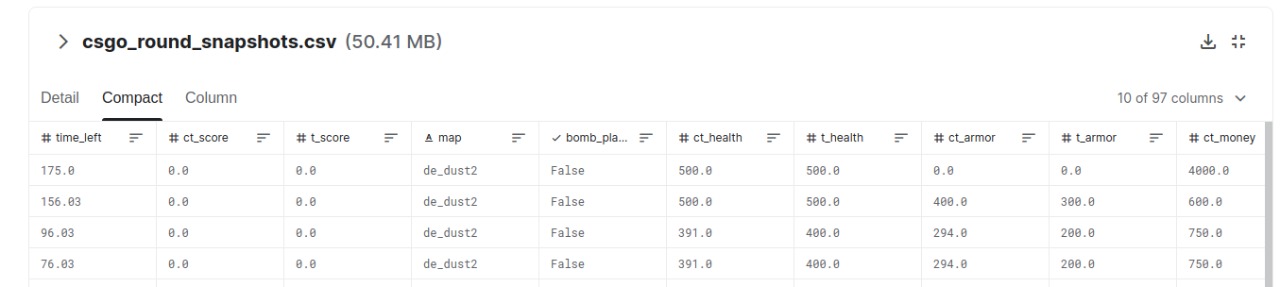 csgo_round_snapshots.csv (50.41 MB)
Detail Compact Column 10 of 97 columns
# time_left # ct_score # t_score A map bomb_pla... # ct_health # t_health # ct_armor # t_armor # ct_money
175.0 0.0 0.0 de_dust2 False 500.0 500.0 0.0 0.0 4000.0
156.03 0.0 0.0 de_dust2 False 500.0 500.0 400.0 300.0 600.0
96.03 0.0 0.0 de_dust2 False 391.0 400.0 294.0 200.0 750.0
76.03 0.0 0.0 de_dust2 False 391.0 400.0 294.0 200.0 750.0